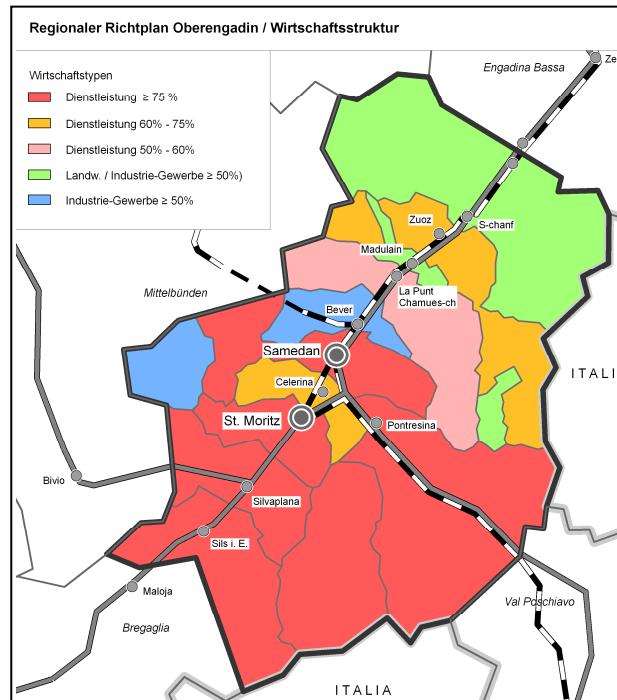 Regionaler Richtplan Oberengadin / Wirtschaftsstruktur
Wirtschaftstypen
Dienstleistung ≥ 75 %
Dienstleistung 60% - 75%
Dienstleistung 50% - 60%
Landw. / Industrie-Gewerbe ≥ 50%)
Industrie-Gewerbe ≥ 50%
Engadina Bassa
Ze
Zuoz
S-chanf
Madulain
La Punt
Chamues-ch
Mittelbünden
Bever
Samedan
ITALI
Celerina
St. Moritz
Pontresina
Bivio
Silvaplana
Sils i. E.
Maloja
Val Poschiavo
Bregaglia
ITALIA